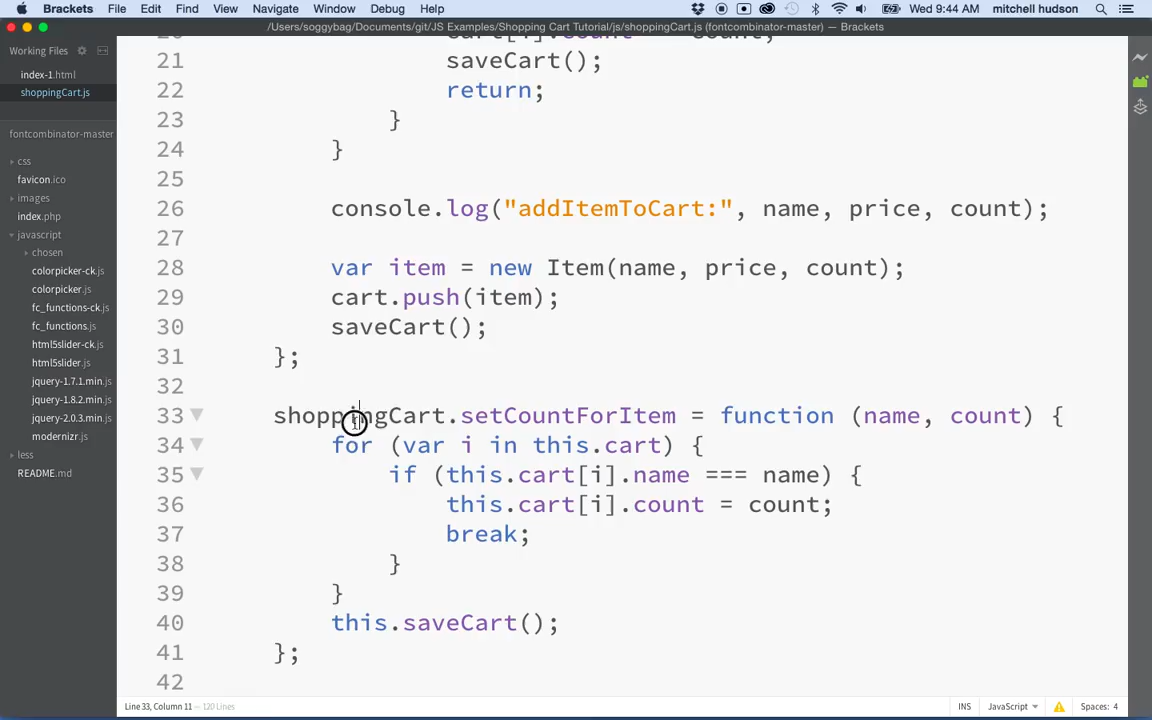 Brackets File Edit Find View Navigate Window Debug Help Wed 9:44 AM mitchell hudson
/Users/soggybag/Documents/git/JS Examples/Shopping Cart Tutorial/js/shoppingCart.js (fontcombinator-master) — Brackets
Working Files
index-1.html
shoppingCart.js
fontcombinator-master
css
favicon.ico
images
index.php
javascript
chosen
colorpicker-ck.js
colorpicker.js
fc_functions-ck.js
fc_functions.js
html5slider-ck.js
html5slider.js
jquery-1.7.1.min.js
jquery-1.8.2.min.js
jquery-2.0.3.min.js
modernizr.js
less
README.md
21 saveCart();
22 return;
23 }
24 }
25
26 console.log("addItemToCart:", name, price, count);
27
28 var item = new Item(name, price, count);
29 cart.push(item);
30 saveCart();
31 };
32
33 shoppingCart.setCountForItem = function (name, count) {
34 for (var i in this.cart) {
35 if (this.cart[i].name === name) {
36 this.cart[i].count = count;
37 break;
38 }
39 }
40 this.saveCart();
41 };
42
Line 33, Column 11 — 120 Lines INS JavaScript Spaces: 4